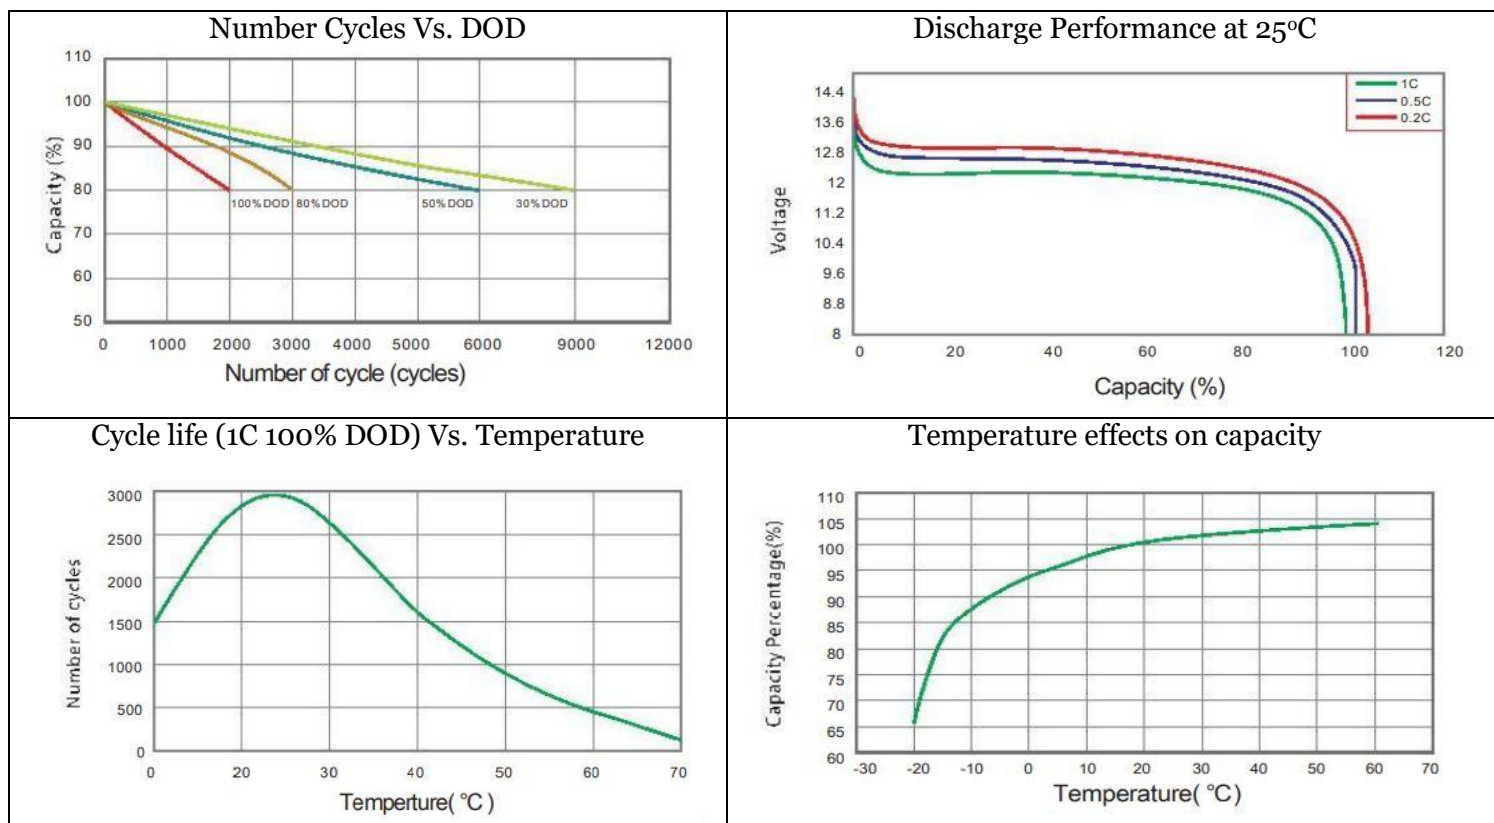 Number Cycles Vs. DOD
110
100
90
80
70
60
50
Capacity (%)
100%DOD
80%DOD
50%DOD
30%DOD
0 1000 2000 3000 4000 5000 6000 9000 12000
Number of cycle (cycles)
Discharge Performance at 25°C
14.4
13.6
12.8
12
11.2
10.4
9.6
8.8
8
Voltage
1C
0.5C
0.2C
0 20 40 60 80 100 120
Capacity (%)
Cycle life (1C 100% DOD) Vs. Temperature
3000
2500
2000
1500
1000
500
0
Number of cycles
0 20 30 40 50 60 70
Temperture( °C )
Temperature effects on capacity
110
105
100
95
90
85
80
75
70
65
60
Capacity Percentage(%)
-30 -20 -10 0 10 20 30 40 50 60 70
Temperature( °C)